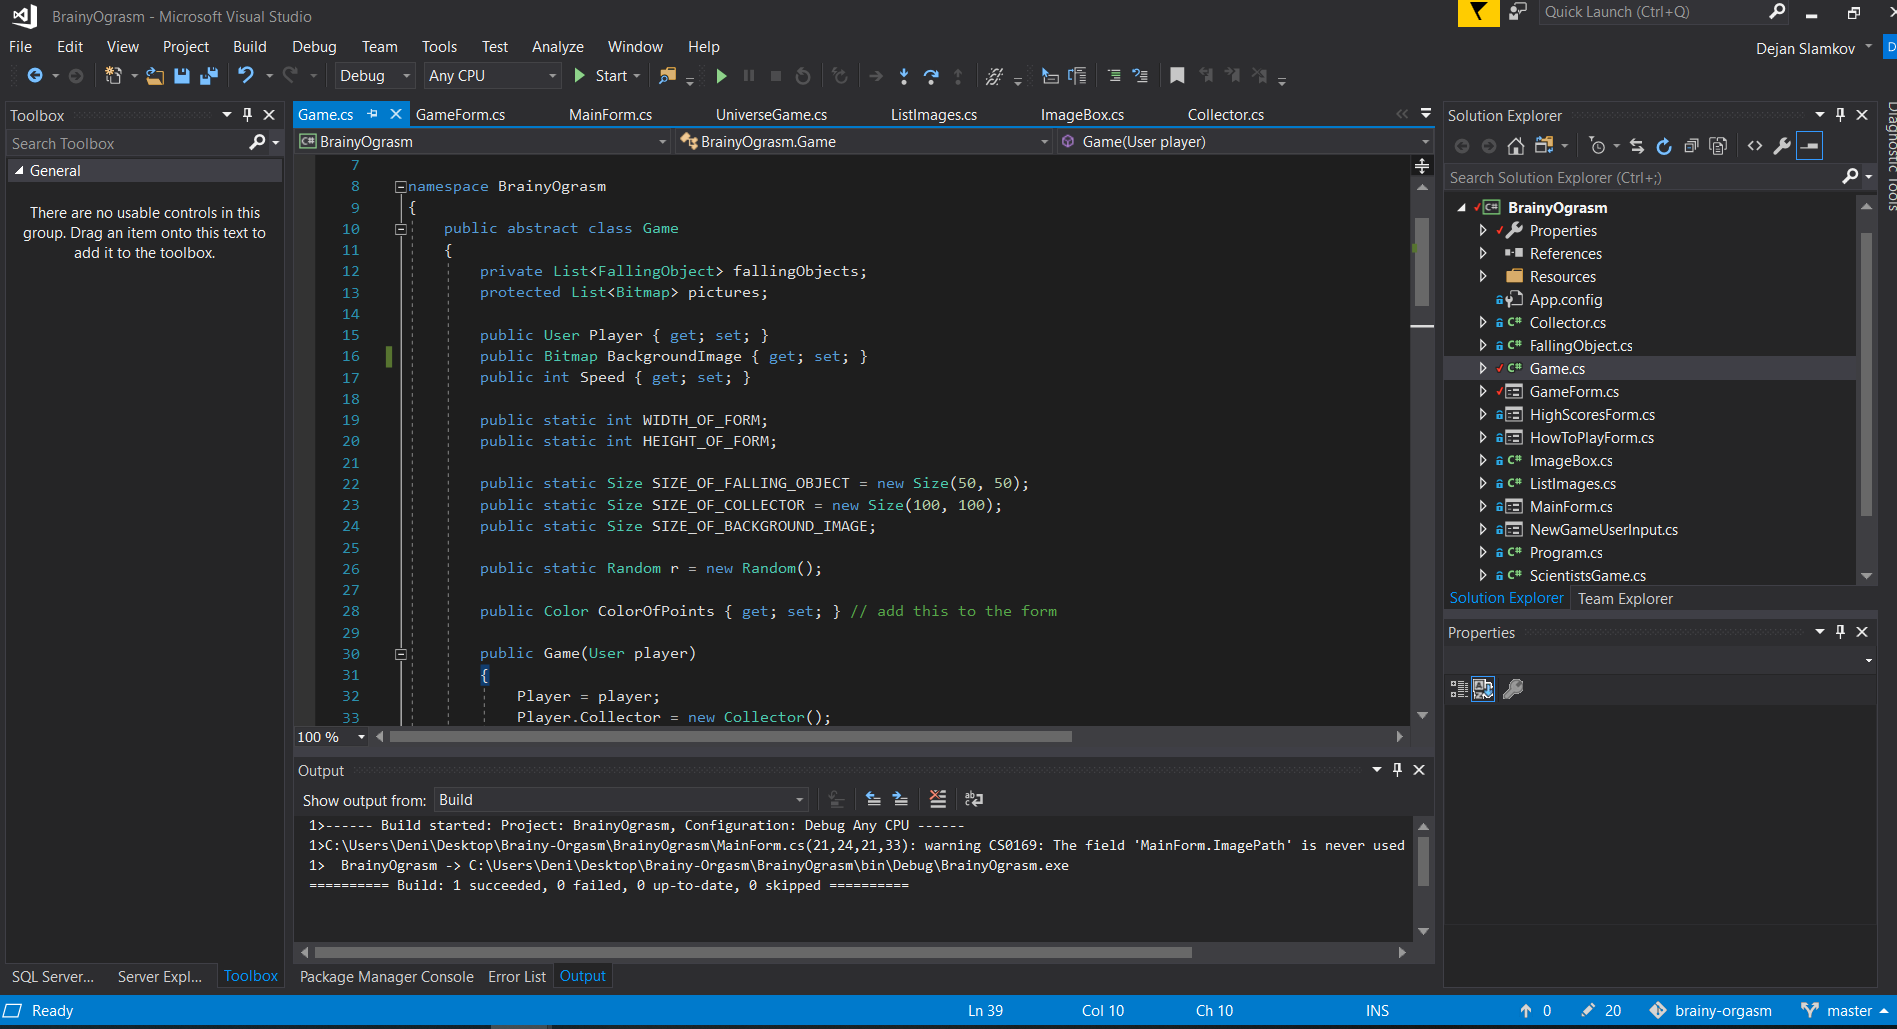 BrainyOgrasm - Microsoft Visual Studio
Quick Launch (Ctrl+Q)
File Edit View Project Build Debug Team Tools Test Analyze Window Help
Dejan Slamkov
D
Debug Any CPU Start
Toolbox
Search Toolbox
General
There are no usable controls in this
group. Drag an item onto this text to
add it to the toolbox.
SQL Server... Server Expl... Toolbox
Game.cs GameForm.cs MainForm.cs UniverseGame.cs ListImages.cs ImageBox.cs Collector.cs
BrainyOgrasm BrainyOgrasm.Game Game(User player)
7
8 namespace BrainyOgrasm
9 {
10 public abstract class Game
11 {
12 private List<FallingObject> fallingObjects;
13 protected List<Bitmap> pictures;
14
15 public User Player { get; set; }
16 public Bitmap BackgroundImage { get; set; }
17 public int Speed { get; set; }
18
19 public static int WIDTH_OF_FORM;
20 public static int HEIGHT_OF_FORM;
21
22 public static Size SIZE_OF_FALLING_OBJECT = new Size(50, 50);
23 public static Size SIZE_OF_COLLECTOR = new Size(100, 100);
24 public static Size SIZE_OF_BACKGROUND_IMAGE;
25
26 public static Random r = new Random();
27
28 public Color ColorOfPoints { get; set; } // add this to the form
29
30 public Game(User player)
31 {
32 Player = player;
33 Player.Collector = new Collector();
100 %
Output
Show output from: Build
1>------ Build started: Project: BrainyOgrasm, Configuration: Debug Any CPU ------
1>C:\Users\Deni\Desktop\Brainy-Orgasm\BrainyOgrasm\MainForm.cs(21,24,21,33): warning CS0169: The field 'MainForm.ImagePath' is never used
1> BrainyOgrasm -> C:\Users\Deni\Desktop\Brainy-Orgasm\BrainyOgrasm\bin\Debug\BrainyOgrasm.exe
========== Build: 1 succeeded, 0 failed, 0 up-to-date, 0 skipped ==========
Package Manager Console Error List Output
Solution Explorer
Search Solution Explorer (Ctrl+;)
BrainyOgrasm
Properties
References
Resources
App.config
C# Collector.cs
C# FallingObject.cs
C# Game.cs
GameForm.cs
HighScoresForm.cs
HowToPlayForm.cs
C# ImageBox.cs
C# ListImages.cs
MainForm.cs
NewGameUserInput.cs
C# Program.cs
C# ScientistsGame.cs
Solution Explorer Team Explorer
Properties
Diagnostic Tools
Ready Ln 39 Col 10 Ch 10 INS 0 20 brainy-orgasm master